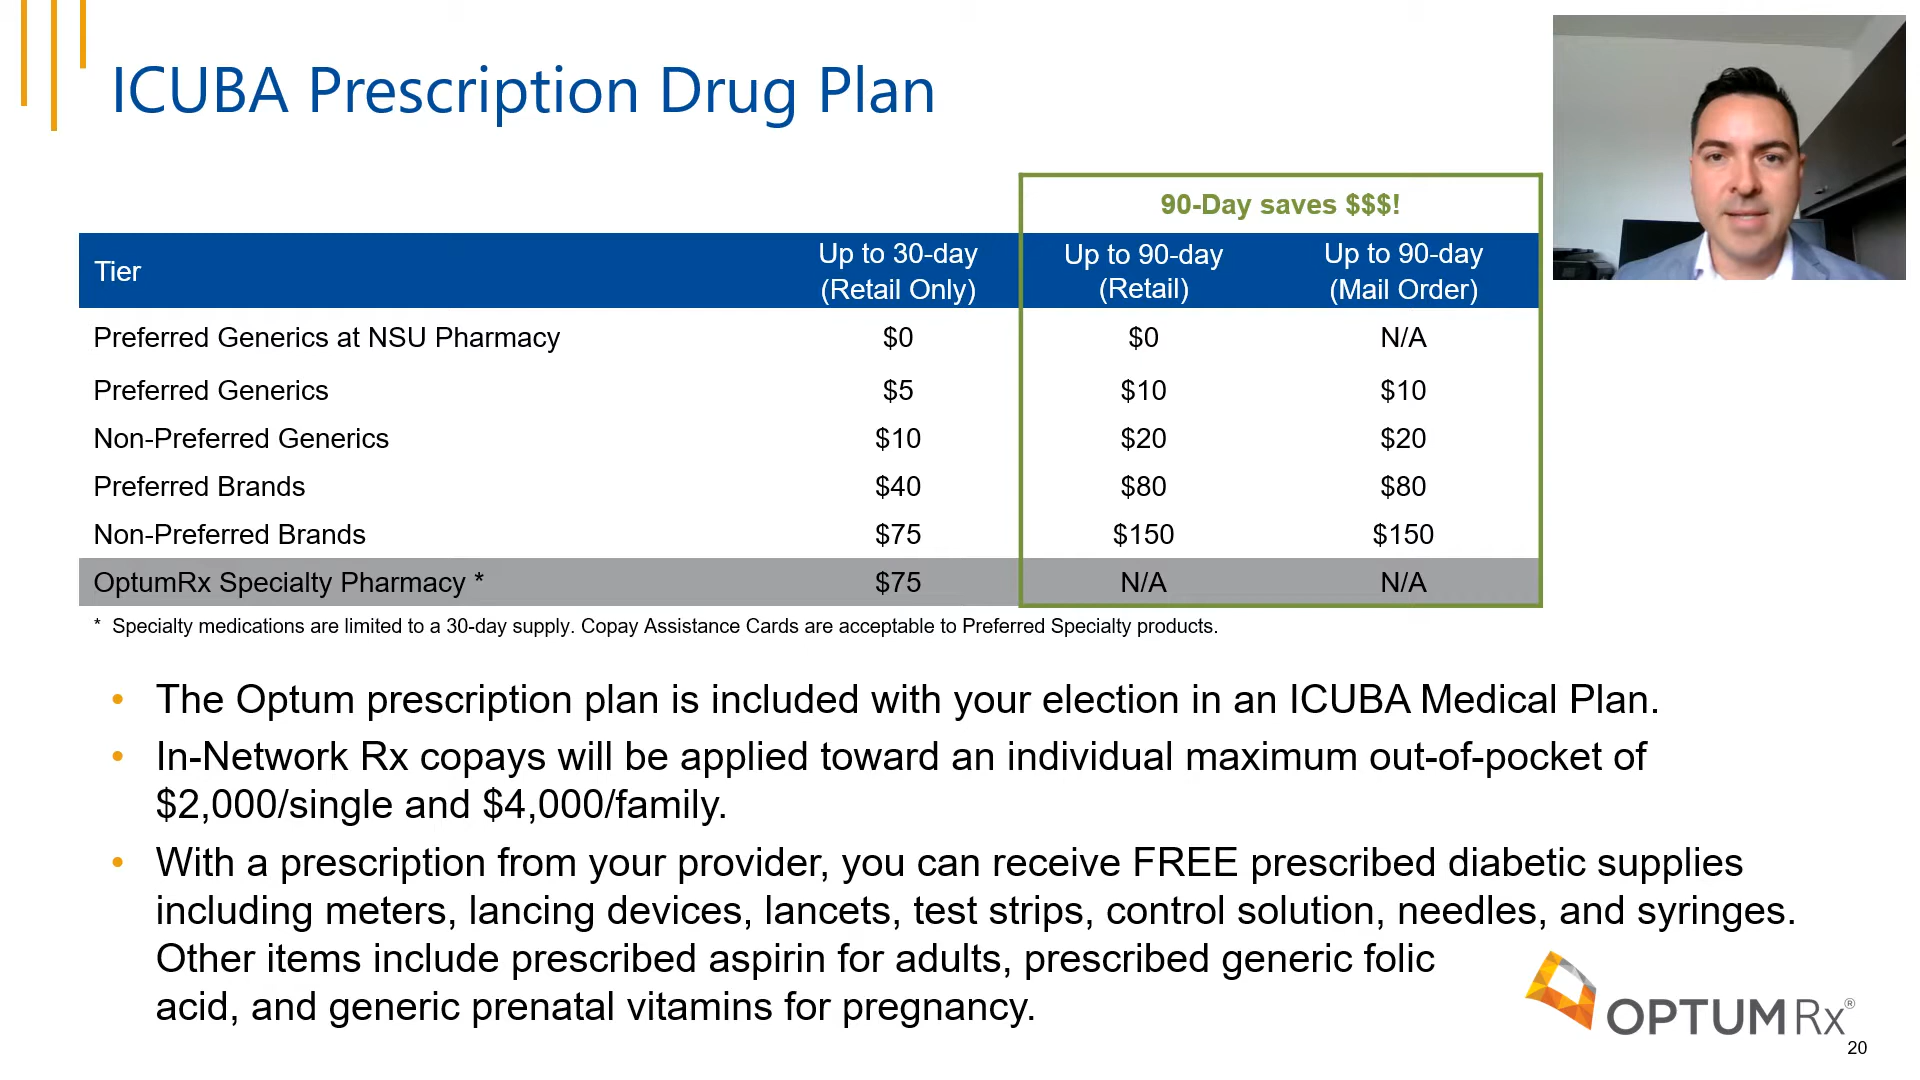 ICUBA Prescription Drug Plan
90-Day saves $$$!
Tier Up to 30-day (Retail Only) Up to 90-day (Retail) Up to 90-day (Mail Order)
Preferred Generics at NSU Pharmacy $0 $0 N/A
Preferred Generics $5 $10 $10
Non-Preferred Generics $10 $20 $20
Preferred Brands $40 $80 $80
Non-Preferred Brands $75 $150 $150
OptumRx Specialty Pharmacy * $75 N/A N/A
* Specialty medications are limited to a 30-day supply. Copay Assistance Cards are acceptable to Preferred Specialty products.
• The Optum prescription plan is included with your election in an ICUBA Medical Plan.
• In-Network Rx copays will be applied toward an individual maximum out-of-pocket of
$2,000/single and $4,000/family.
• With a prescription from your provider, you can receive FREE prescribed diabetic supplies
including meters, lancing devices, lancets, test strips, control solution, needles, and syringes.
Other items include prescribed aspirin for adults, prescribed generic folic
acid, and generic prenatal vitamins for pregnancy.
OPTUMRx®
20